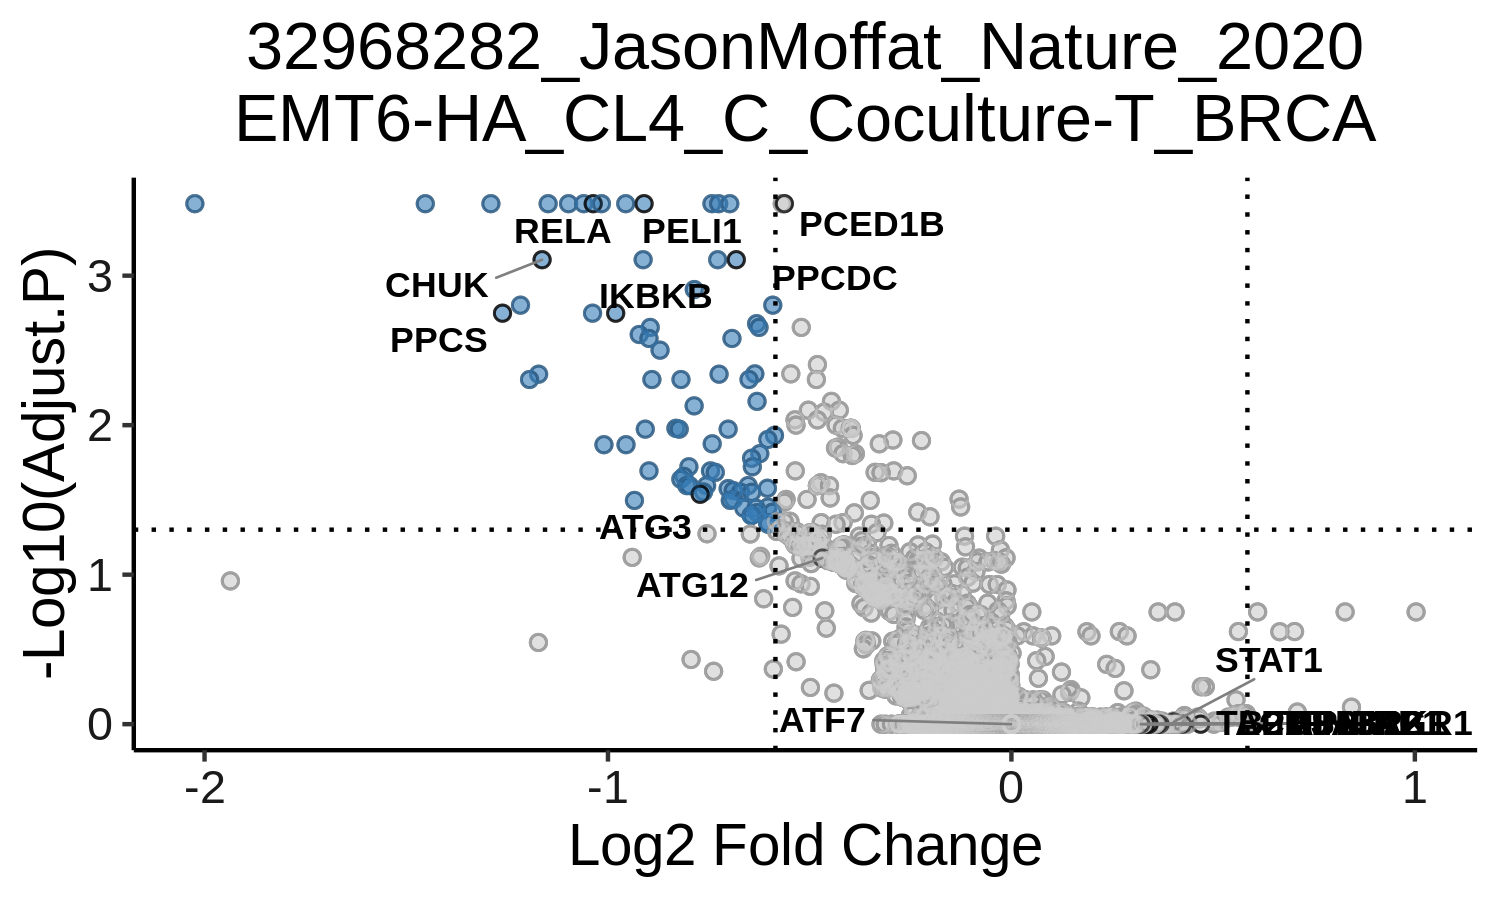 32968282_JasonMoffat_Nature_2020
EMT6-HA_CL4_C_Coculture-T_BRCA
-Log10(Adjust.P)
3
2
1
0
RELA PELI1 PCED1B
CHUK IKBKB PPCDC
PPCS
ATG3
ATG12
STAT1
ATF7
-2 -1 0 1
Log2 Fold Change